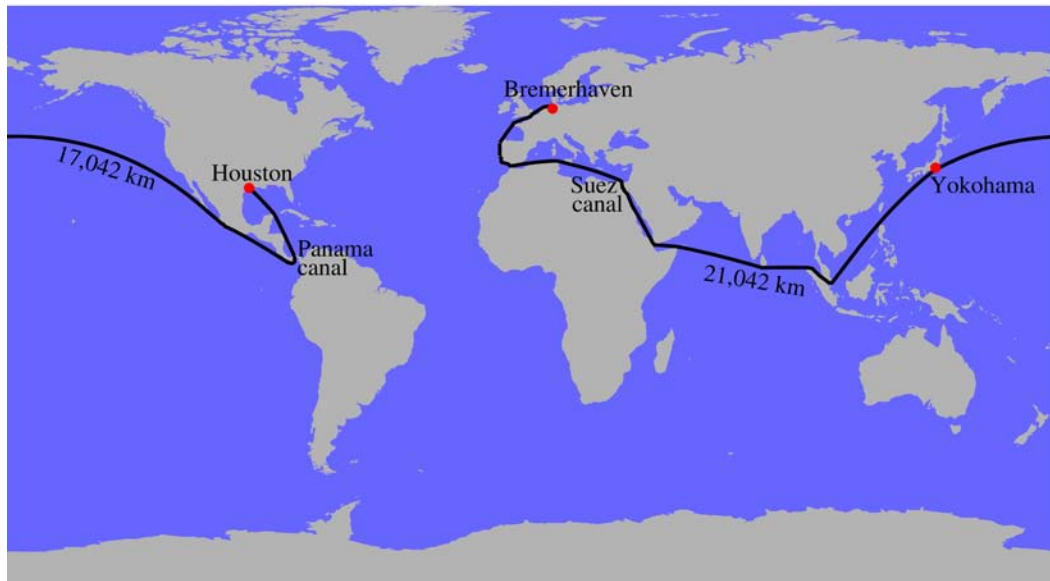 Bremerhaven
17,042 km
Houston
Suez
canal
Yokohama
Panama
canal
21,042 km